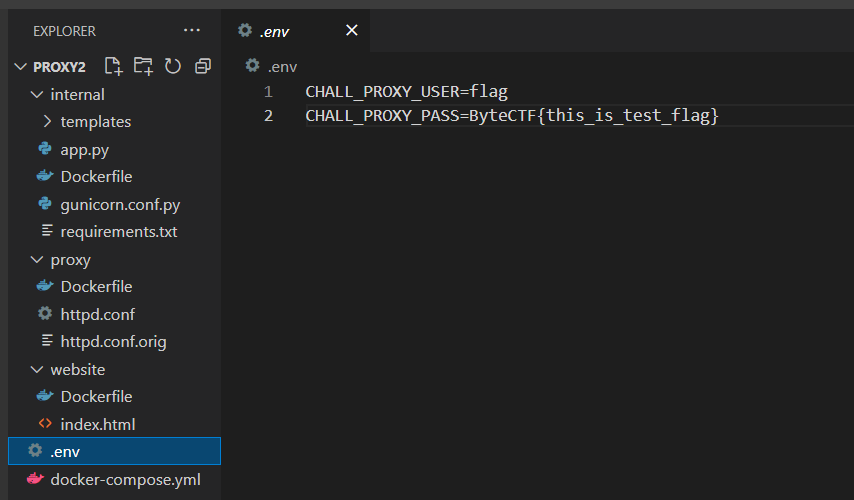 EXPLORER
PROXY2
internal
templates
app.py
Dockerfile
gunicorn.conf.py
requirements.txt
proxy
Dockerfile
httpd.conf
httpd.conf.orig
website
Dockerfile
index.html
.env
docker-compose.yml
.env
.env
1 CHALL_PROXY_USER=flag
2 CHALL_PROXY_PASS=ByteCTF{this_is_test_flag}